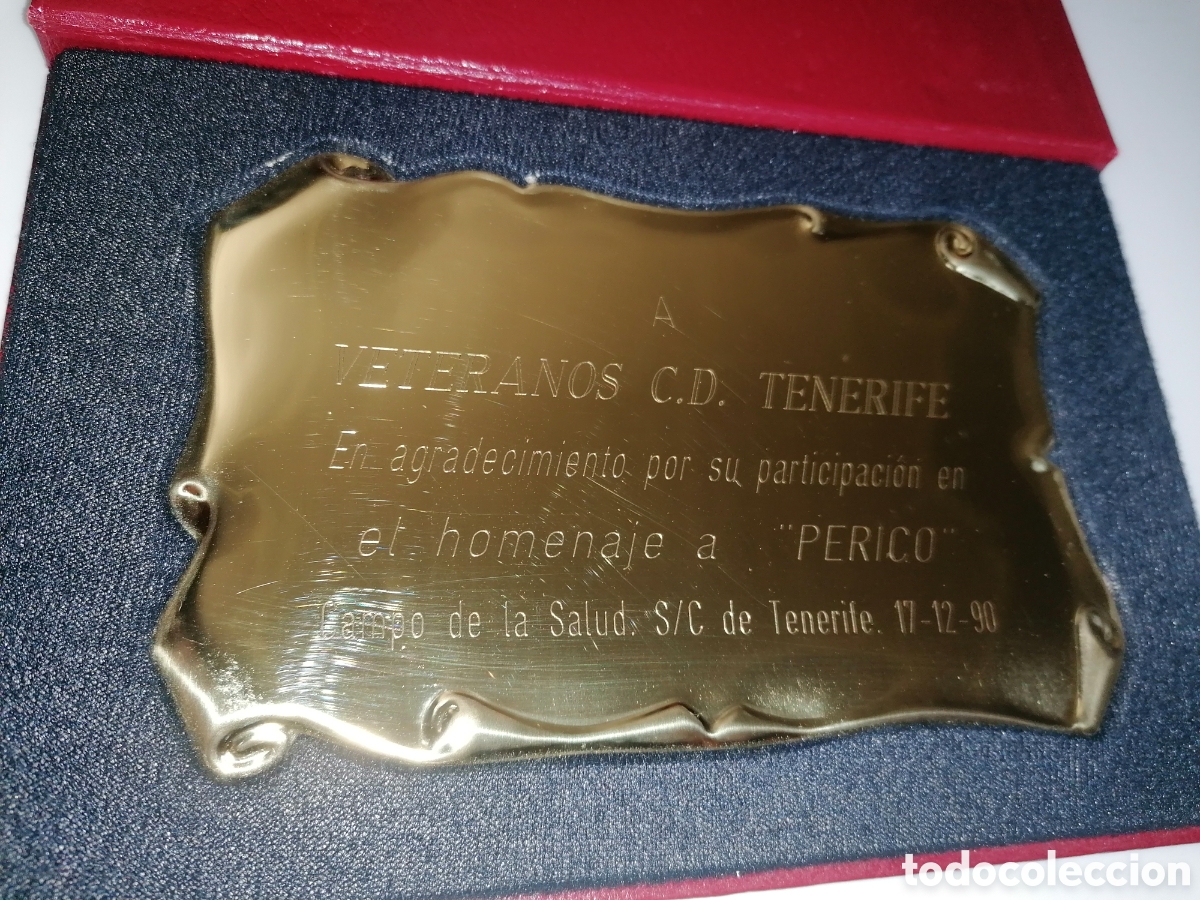 A
VETERANOS C.D. TENERIFE
En agradecimiento por su participación en
el homenaje a "PERICO"
Campo de la Salud. S/C de Tenerife. 17-12-90
todocoleccion